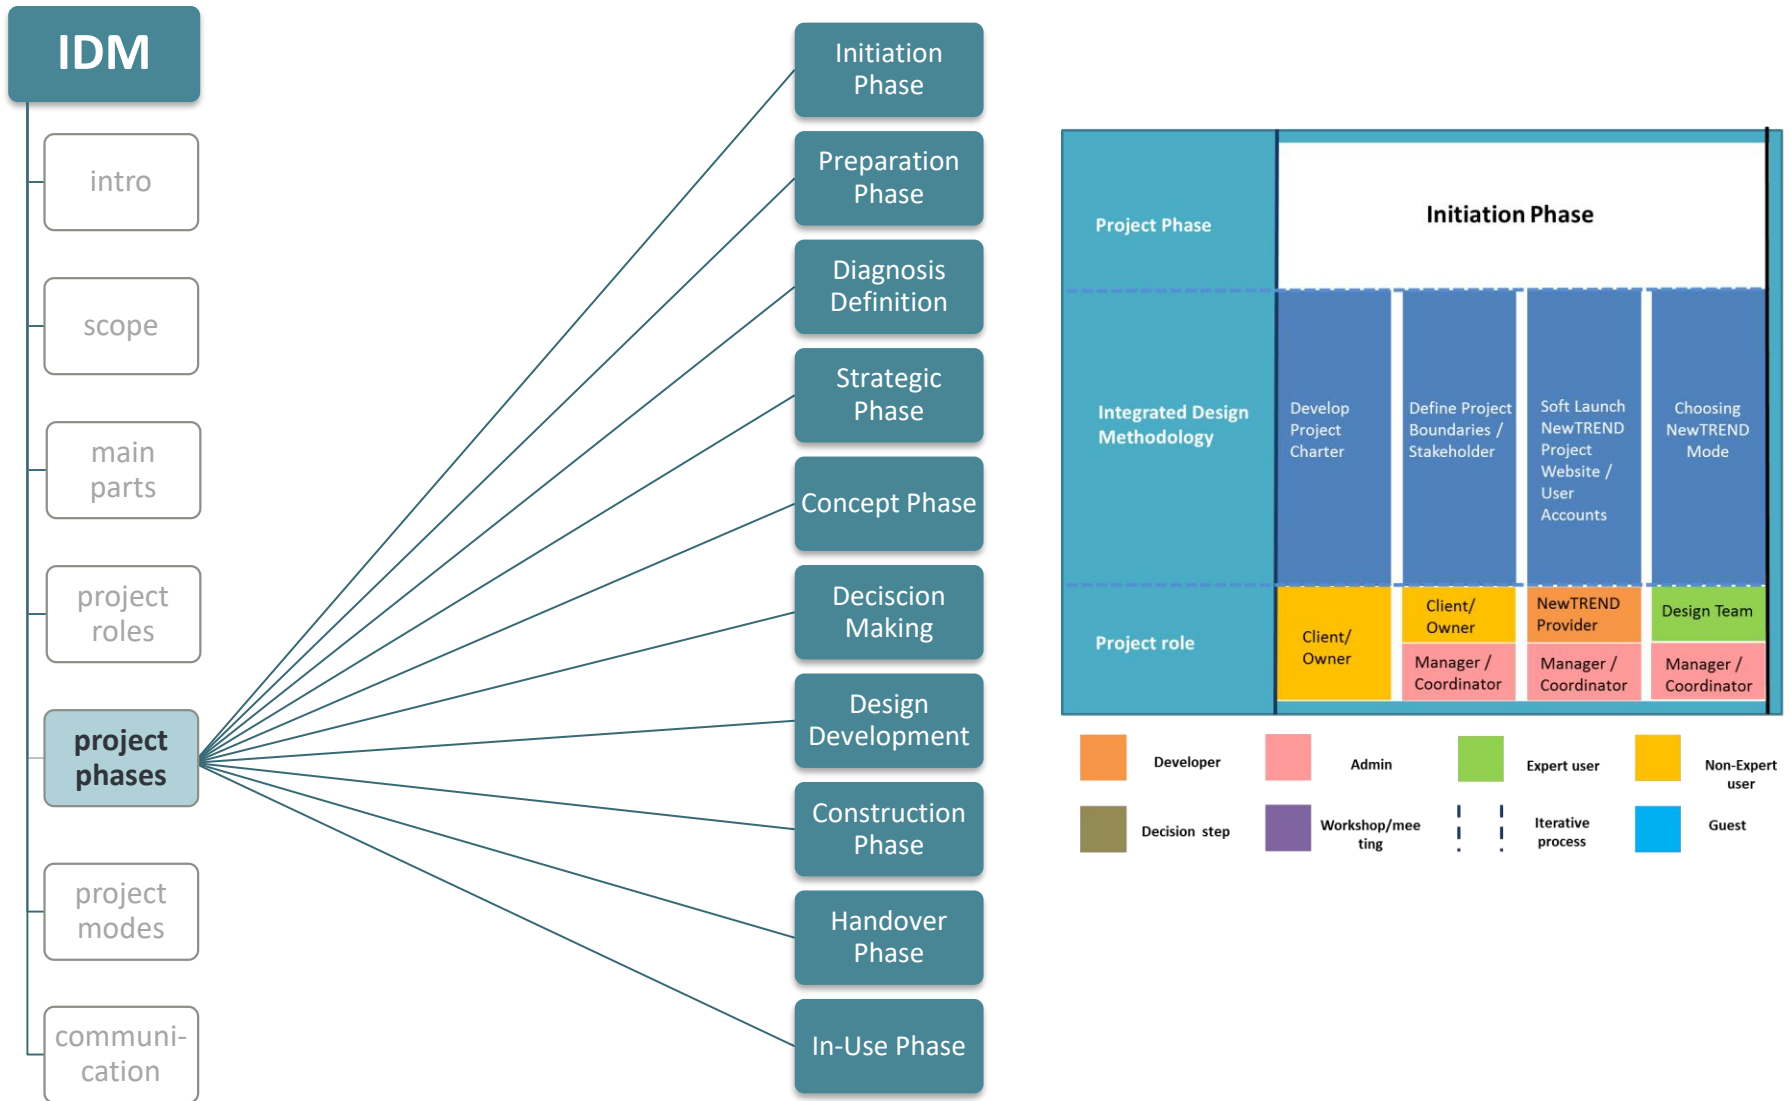 IDM
intro
scope
main
parts
project
roles
project
phases
project
modes
communi-
cation
Initiation
Phase
Preparation
Phase
Diagnosis
Definition
Strategic
Phase
Concept Phase
Deciscion
Making
Design
Development
Construction
Phase
Handover
Phase
In-Use Phase
Project Phase
Initiation Phase
Integrated Design
Methodology
Develop
Project
Charter
Define Project
Boundaries /
Stakeholder
Soft Launch
NewTREND
Project
Website /
User
Accounts
Choosing
NewTREND
Mode
Project role
Client/
Owner
Client/
Owner
Manager /
Coordinator
NewTREND
Provider
Manager /
Coordinator
Design Team
Manager /
Coordinator
Developer
Admin
Expert user
Non-Expert
user
Decision step
Workshop/mee
ting
Iterative
process
Guest